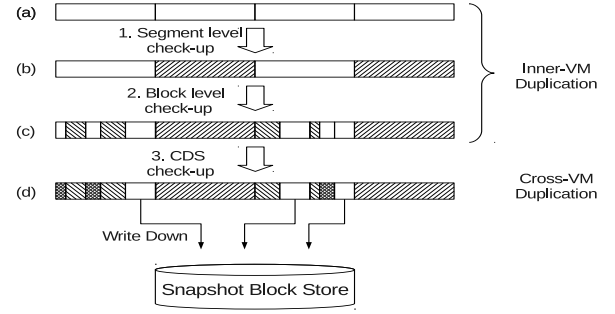 (a)
1. Segment level
check-up
(b)
Inner-VM
Duplication
2. Block level
check-up
(c)
3. CDS
check-up
(d)
Cross-VM
Duplication
Write Down
Snapshot Block Store